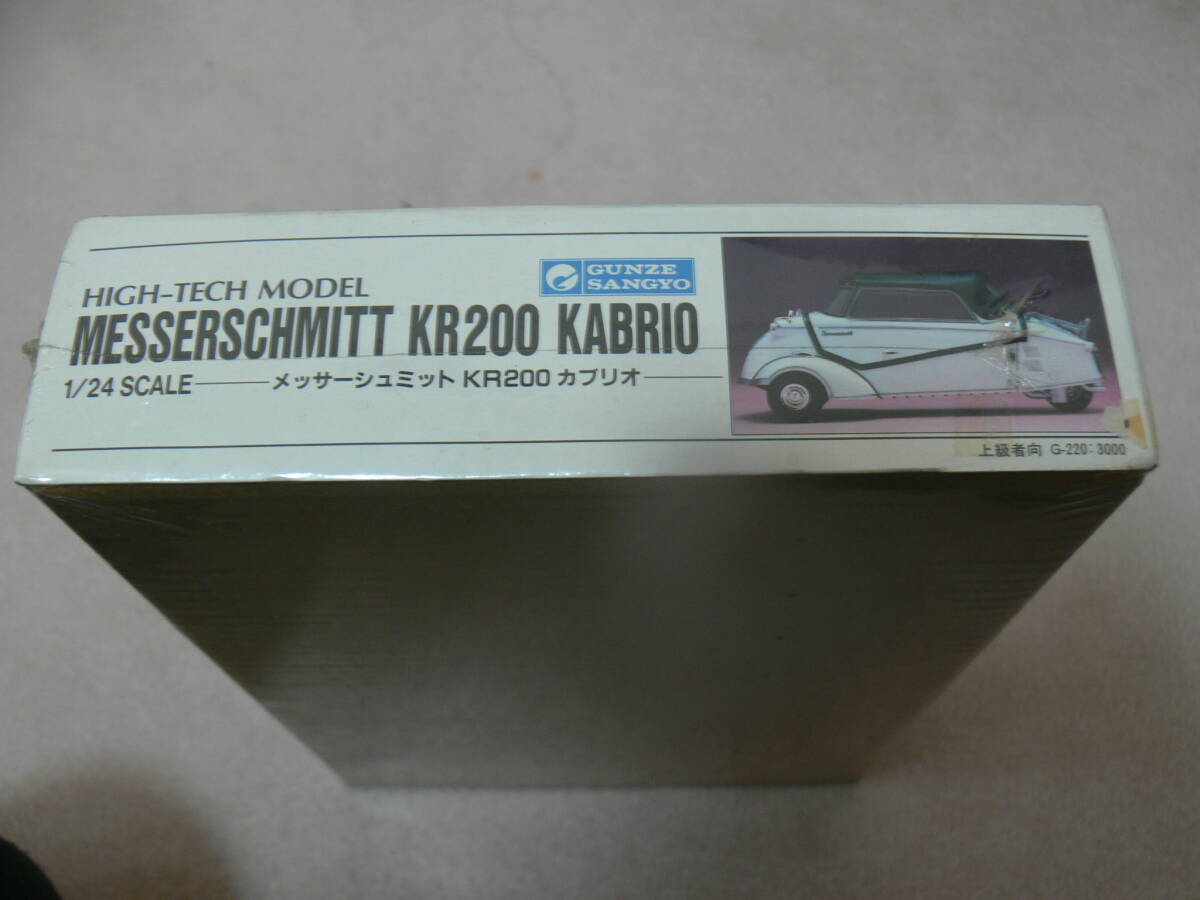 HIGH-TECH MODEL
GUNZE
SANGYO
MESSERSCHMITT KR200 KABRIO
1/24 SCALE
メッサーシュミット KR200 カブリオ
上級者向 G-220:3000